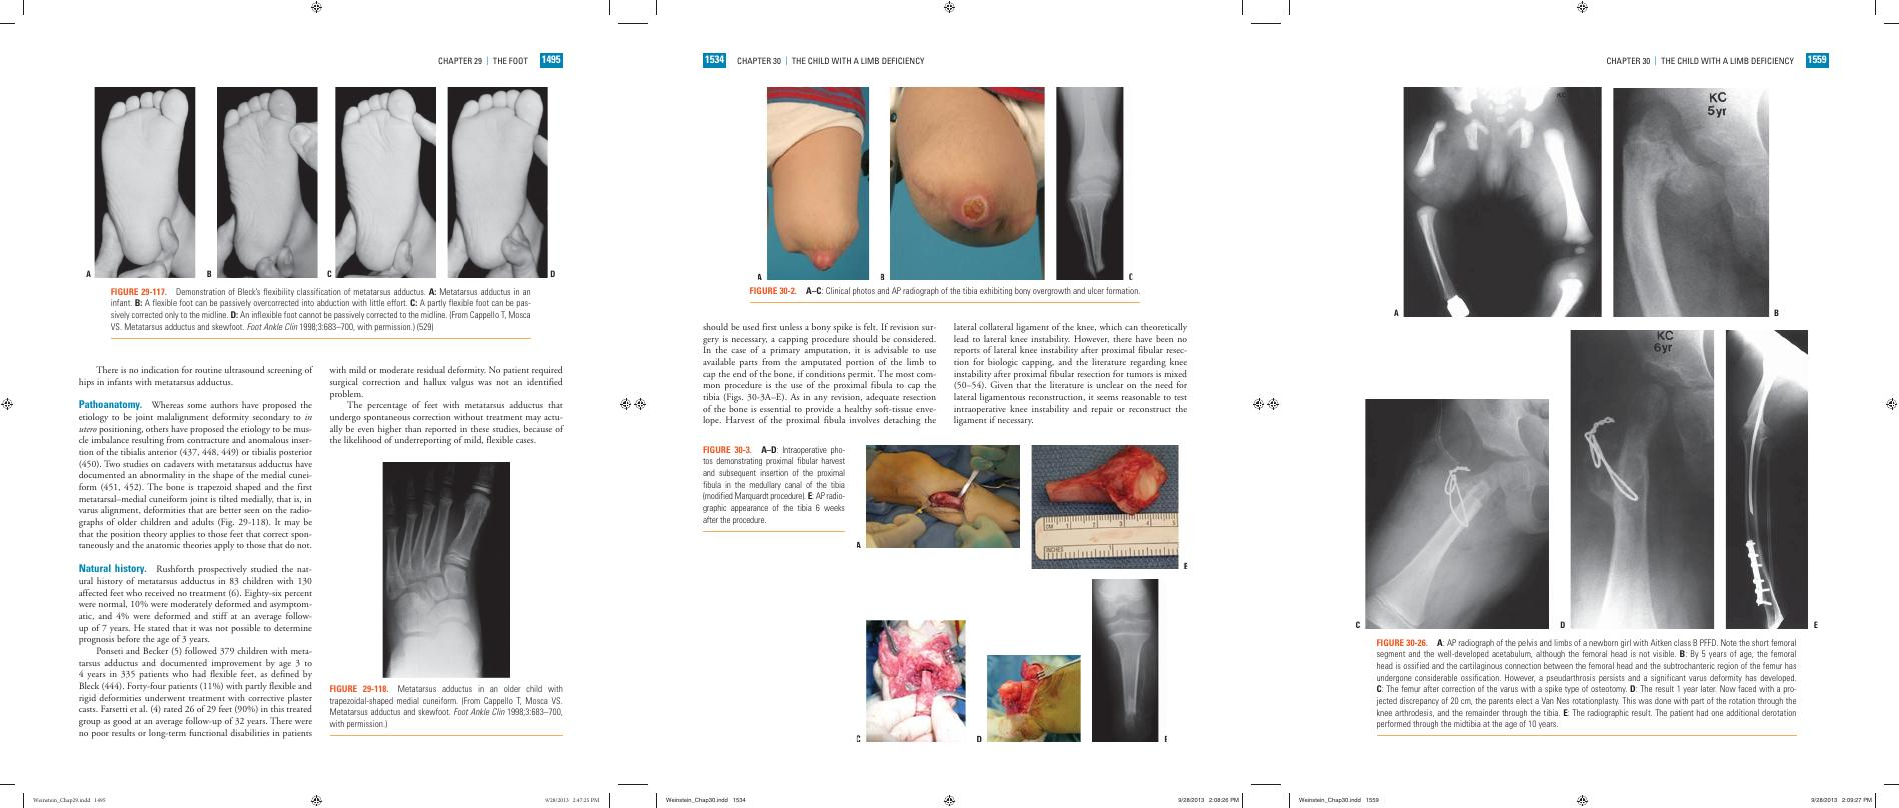 CHAPTER 29 | THE FOOT 1495
A
B
C
D
FIGURE 29-117. Demonstration of Bleck's flexibility classification of metatarsus adductus. A: Metatarsus adductus in an
infant. B: A flexible foot can be passively overcorrected into abduction with little effort. C: A partly flexible foot can be pas-
sively corrected only to the midline. D: An inflexible foot cannot be passively corrected to the midline. (From Cappello T, Mosca
VS. Metatarsus adductus and skewfoot. Foot Ankle Clin 1998;3:683–700, with permission.) (529)
There is no indication for routine ultrasound screening of
hips in infants with metatarsus adductus.
Pathoanatomy. Whereas some authors have proposed the
etiology to be joint malalignment deformity secondary to in
utero positioning, others have proposed the etiology to be mus-
cle imbalance resulting from contracture and anomalous inser-
tion of the tibialis anterior (437, 448, 449) or tibialis posterior
(450). Two studies on cadavers with metatarsus adductus have
documented an abnormality in the shape of the medial cunei-
form (451, 452). The bone is trapezoid shaped and the first
metatarsal–medial cuneiform joint is tilted medially, that is, in
varus alignment, deformities that are better seen on the radio-
graphs of older children and adults (Fig. 29-118). It may be
that the position theory applies to those feet that correct spon-
taneously and the anatomic theories apply to those that do not.
Natural history. Rushforth prospectively studied the nat-
ural history of metatarsus adductus in 83 children with 130
affected feet who received no treatment (6). Eighty-six percent
were normal, 10% were moderately deformed and asymptom-
atic, and 4% were deformed and stiff at an average follow-
up of 7 years. He stated that it was not possible to determine
prognosis before the age of 3 years.
Ponseti and Becker (5) followed 379 children with meta-
tarsus adductus and documented improvement by age 3 to
4 years in 335 patients who had flexible feet, as defined by
Bleck (444). Forty-four patients (11%) with partly flexible and
rigid deformities underwent treatment with corrective plaster
casts. Farsetti et al. (4) rated 26 of 29 feet (90%) in this treated
group as good at an average follow-up of 32 years. There were
no poor results or long-term functional disabilities in patients
with mild or moderate residual deformity. No patient required
surgical correction and hallux valgus was not an identified
problem.
The percentage of feet with metatarsus adductus that
undergo spontaneous correction without treatment may actu-
ally be even higher than reported in these studies, because of
the likelihood of underreporting of mild, flexible cases.
FIGURE 29-118. Metatarsus adductus in an older child with
trapezoidal-shaped medial cuneiform. (From Cappello T, Mosca VS.
Metatarsus adductus and skewfoot. Foot Ankle Clin 1998;3:683–700,
with permission.)
Weinstein_Chap29.indd 1495
9/28/2013 2:47:25 PM
1534 CHAPTER 30 | THE CHILD WITH A LIMB DEFICIENCY
A
B
C
FIGURE 30-2. A–C: Clinical photos and AP radiograph of the tibia exhibiting bony overgrowth and ulcer formation.
should be used first unless a bony spike is felt. If revision sur-
gery is necessary, a capping procedure should be considered.
In the case of a primary amputation, it is advisable to use
available parts from the amputated portion of the limb to
cap the end of the bone, if conditions permit. The most com-
mon procedure is the use of the proximal fibula to cap the
tibia (Figs. 30-3A–E). As in any revision, adequate resection
of the bone is essential to provide a healthy soft-tissue enve-
lope. Harvest of the proximal fibula involves detaching the
lateral collateral ligament of the knee, which can theoretically
lead to lateral knee instability. However, there have been no
reports of lateral knee instability after proximal fibular resec-
tion for biologic capping, and the literature regarding knee
instability after proximal fibular resection for tumors is mixed
(50–54). Given that the literature is unclear on the need for
lateral ligamentous reconstruction, it seems reasonable to test
intraoperative knee instability and repair or reconstruct the
ligament if necessary.
FIGURE 30-3. A–D: Intraoperative pho-
tos demonstrating proximal fibular harvest
and subsequent insertion of the proximal
fibula in the medullary canal of the tibia
(modified Marquardt procedure). E: AP radio-
graphic appearance of the tibia 6 weeks
after the procedure.
CM 1 2 3 4 5
INCHES 1
A
B
C
D
E
Weinstein_Chap30.indd 1534
9/28/2013 2:08:26 PM
CHAPTER 30 | THE CHILD WITH A LIMB DEFICIENCY 1559
KC
KC
5yr
A
B
KC
6yr
C
D
E
FIGURE 30-26. A: AP radiograph of the pelvis and limbs of a newborn girl with Aitken class B PFFD. Note the short femoral
segment and the well-developed acetabulum, although the femoral head is not visible. B: By 5 years of age, the femoral
head is ossified and the cartilaginous connection between the femoral head and the subtrochanteric region of the femur has
undergone considerable ossification. However, a pseudarthrosis persists and a significant varus deformity has developed.
C: The femur after correction of the varus with a spike type of osteotomy. D: The result 1 year later. Now faced with a pro-
jected discrepancy of 20 cm, the parents elect a Van Nes rotationplasty. This was done with part of the rotation through the
knee arthrodesis, and the remainder through the tibia. E: The radiographic result. The patient had one additional derotation
performed through the midtibia at the age of 10 years.
Weinstein_Chap30.indd 1559
9/28/2013 2:09:27 PM